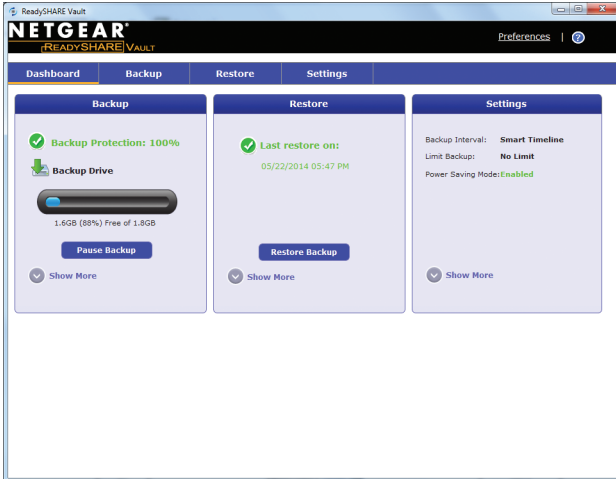 ReadySHARE Vault
NETGEAR®
READYSHARE VAULT
Preferences | ?
Dashboard Backup Restore Settings
Backup
Backup Protection: 100%
Backup Drive
1.6GB (88%) Free of 1.8GB
Pause Backup
Show More
Restore
Last restore on:
05/22/2014 05:47 PM
Restore Backup
Show More
Settings
Backup Interval: Smart Timeline
Limit Backup: No Limit
Power Saving Mode:Enabled
Show More